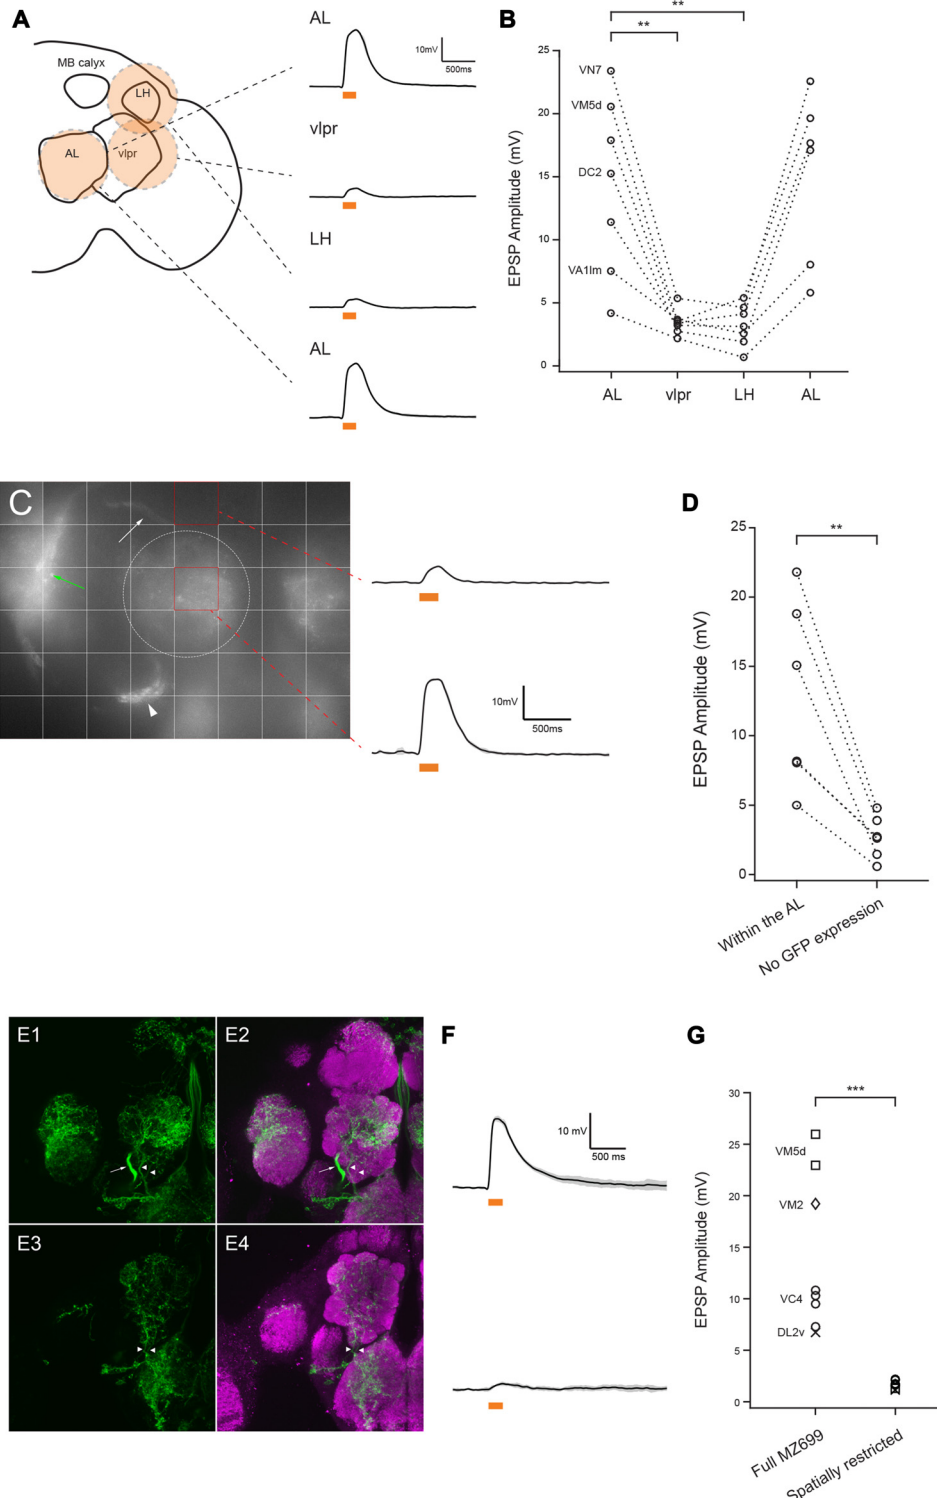 A
MB calyx
LH
AL
vlpr
AL
10mV
500ms
vlpr
LH
AL
B
**
**
EPSP Amplitude (mV)
25
20
15
10
5
0
VN7
VM5d
DC2
VA1lm
AL
vlpr
LH
AL
C
10mV
500ms
D
**
EPSP Amplitude (mV)
25
20
15
10
5
0
Within the AL
No GFP expression
E1
E2
E3
E4
F
10 mV
500 ms
G
***
EPSP Amplitude (mV)
30
25
20
15
10
5
0
VM5d
VM2
VC4
DL2v
Full MZ699
Spatially restricted